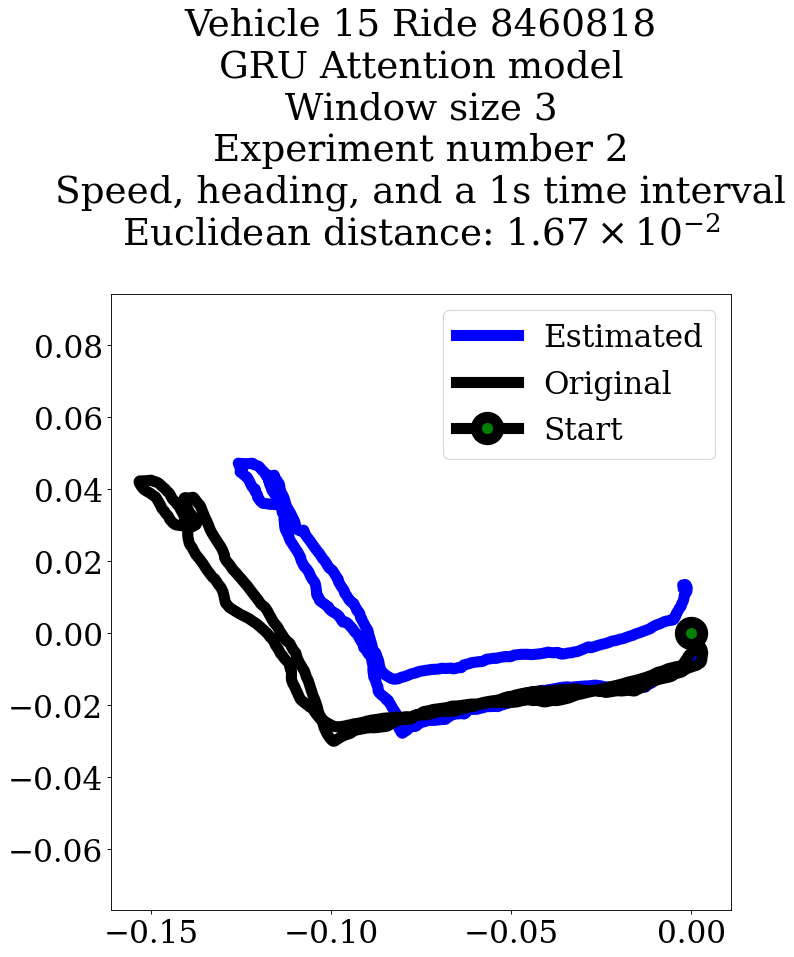 Vehicle 15 Ride 8460818
GRU Attention model
Window size 3
Experiment number 2
Speed, heading, and a 1s time interval
Euclidean distance: 1.67 × 10⁻²
Estimated
Original
Start
0.08
0.06
0.04
0.02
0.00
−0.02
−0.04
−0.06
−0.15 −0.10 −0.05 0.00